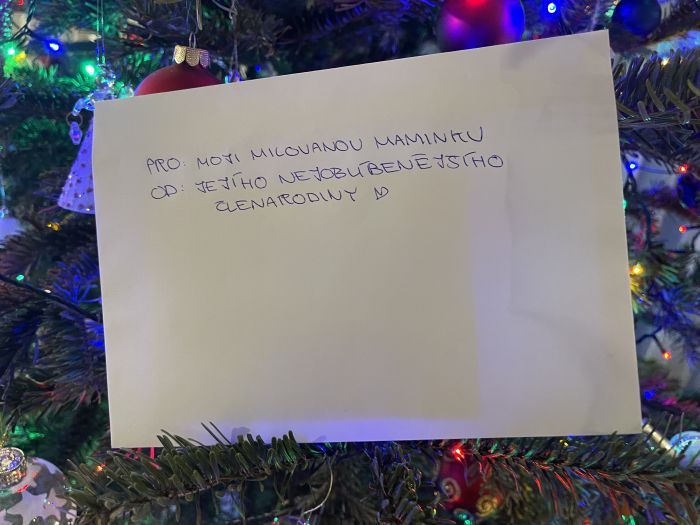 PRO: MOJI MILOVANOU MAMINKU
OD: JEJÍHO NEJOBLÍBENĚJŠÍHO
ČLENA RODINY ♡